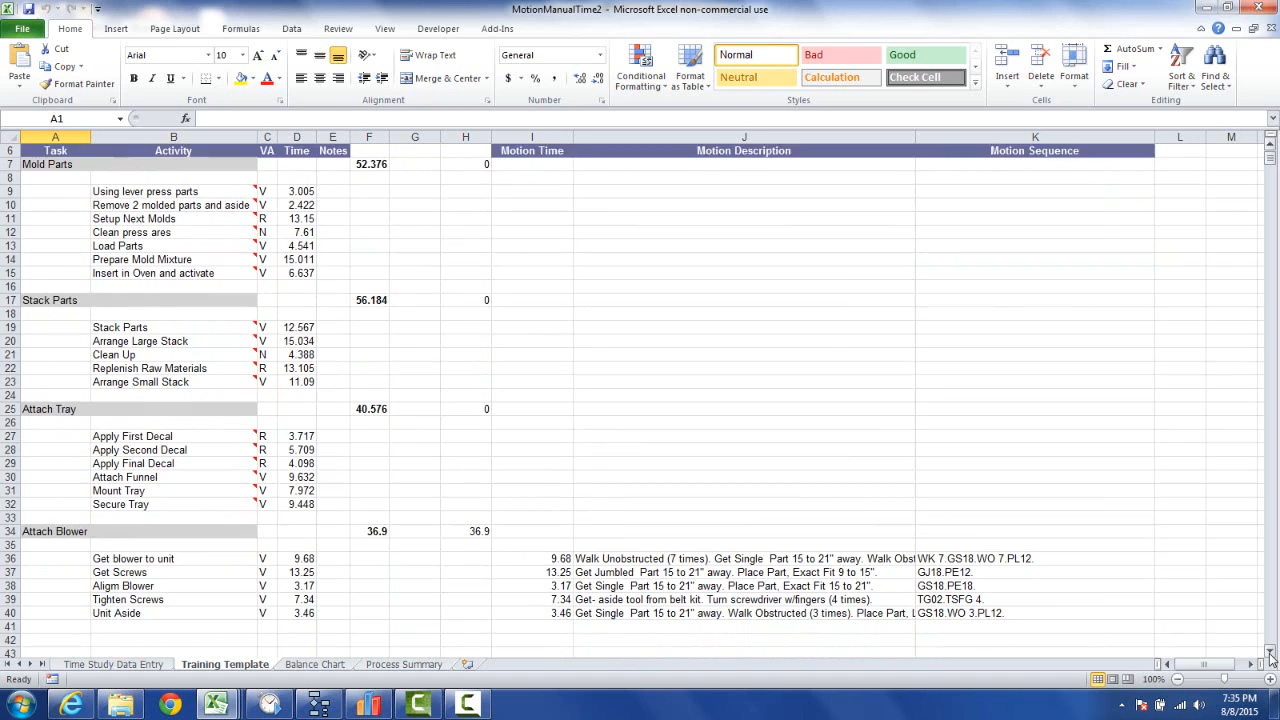 MotionManualTime2 – Microsoft Excel non-commercial use
File Home Insert Page Layout Formulas Data Review View Developer Add-Ins
Paste Cut Copy Format Painter Clipboard
Arial 10 Font
Wrap Text Merge & Center Alignment
General Number
Conditional Formatting Format as Table
Normal Bad Good
Neutral Calculation Check Cell
Styles
Insert Delete Format Cells
AutoSum Fill Clear Sort & Filter Find & Select Editing
A1 fx
A B C D E F G H I J K L M
6 Task Activity VA Time Notes Motion Time Motion Description Motion Sequence
7 Mold Parts 52.376 0
8
9 Using lever press parts V 3.005
10 Remove 2 molded parts and aside V 2.422
11 Setup Next Molds R 13.15
12 Clean press ares N 7.61
13 Load Parts V 4.541
14 Prepare Mold Mixture V 15.011
15 Insert in Oven and activate V 6.637
16
17 Stack Parts 56.184 0
18
19 Stack Parts V 12.567
20 Arrange Large Stack V 15.034
21 Clean Up N 4.388
22 Replenish Raw Materials R 13.105
23 Arrange Small Stack V 11.09
24
25 Attach Tray 40.576 0
26
27 Apply First Decal R 3.717
28 Apply Second Decal R 5.709
29 Apply Final Decal R 4.098
30 Attach Funnel V 9.632
31 Mount Tray V 7.972
32 Secure Tray V 9.448
33
34 Attach Blower 36.9 36.9
35
36 Get blower to unit V 9.68 9.68 Walk Unobstructed (7 times). Get Single Part 15 to 21" away. Walk Obst WK 7.GS18.WO 7.PL12.
37 Get Screws V 13.25 13.25 Get Jumbled Part 15 to 21" away. Place Part, Exact Fit 9 to 15". GJ18.PE12.
38 Aligm Blower V 3.17 3.17 Get Single Part 15 to 21" away. Place Part, Exact Fit 15 to 21". GS18.PE18.
39 Tighten Screws V 7.34 7.34 Get- aside tool from belt kit. Turn screwdriver w/fingers (4 times). TG02.TSFG 4.
40 Unit Aside V 3.46 3.46 Get Single Part 15 to 21" away. Walk Obstructed (3 times). Place Part, L GS18.WO 3.PL12.
41
42
43
Time Study Data Entry Training Template Balance Chart Process Summary
Ready 100%
7:35 PM
8/8/2015